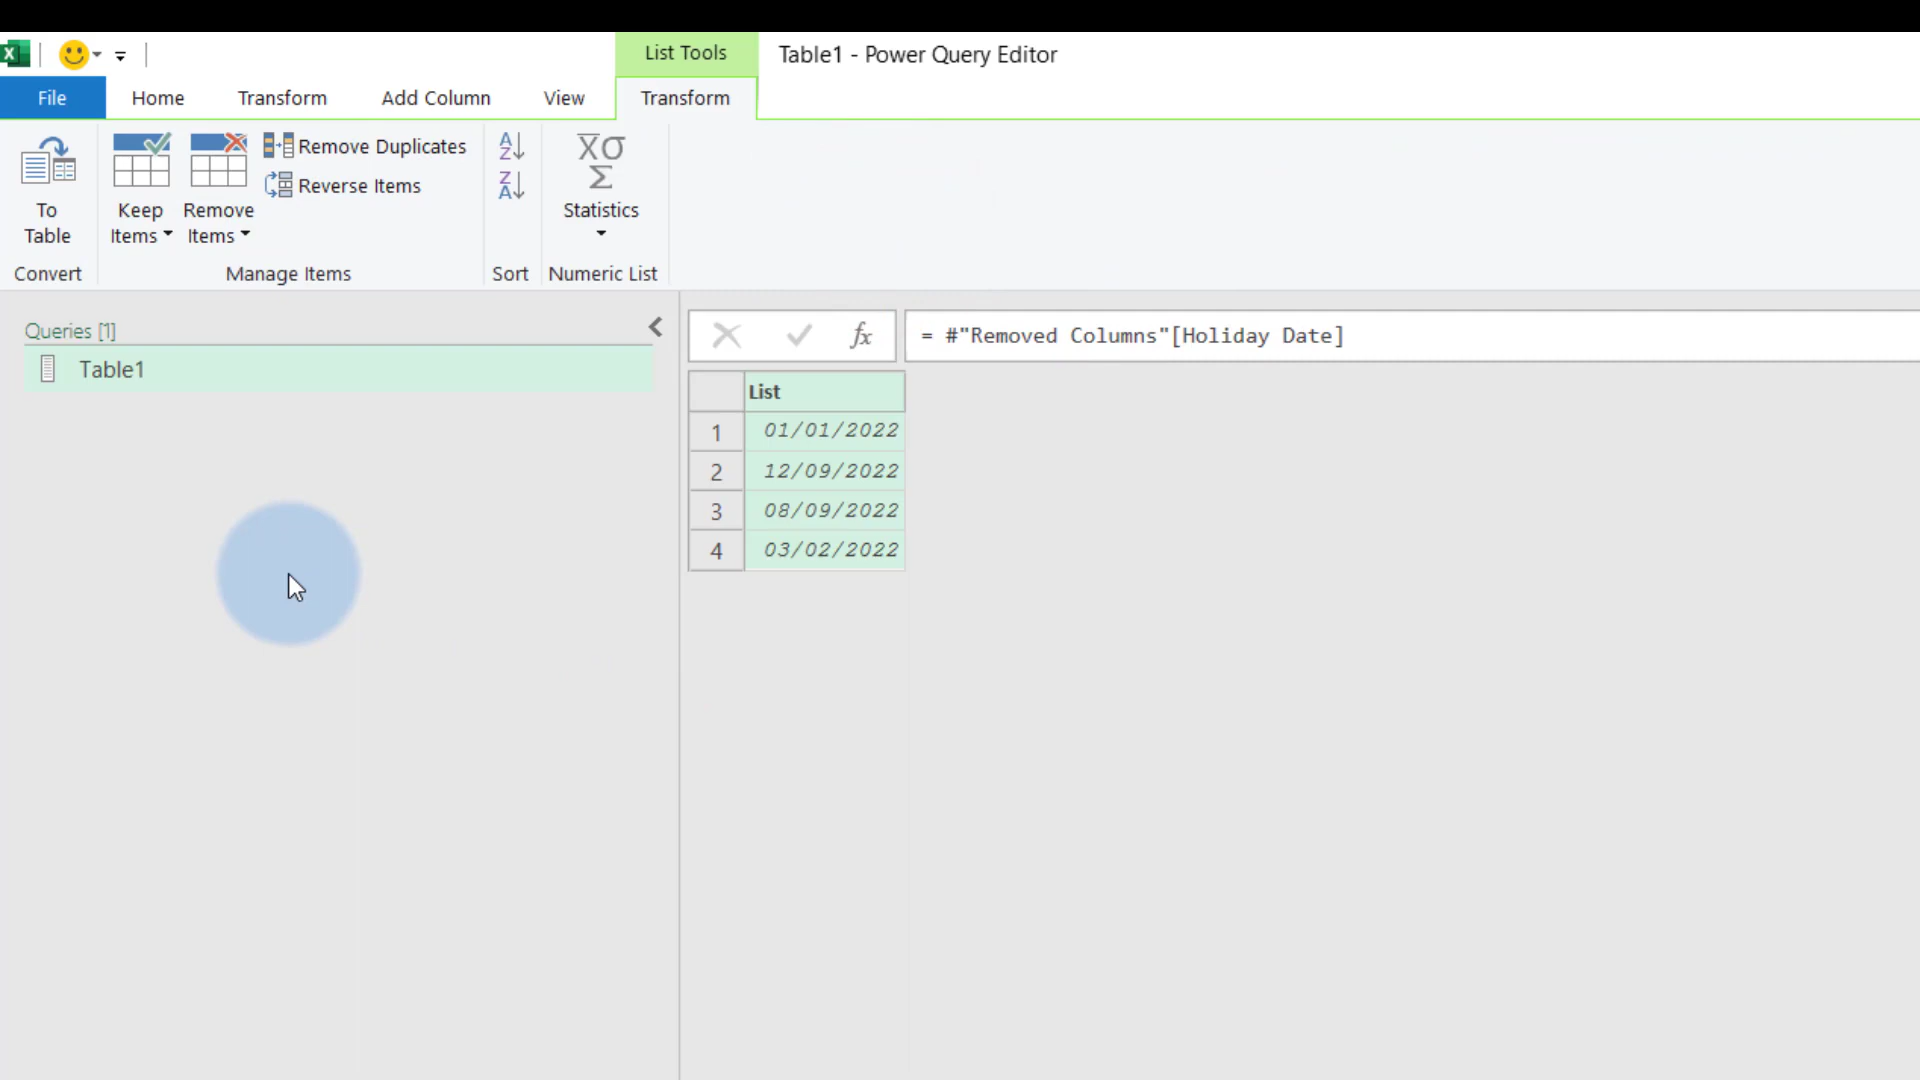 List Tools
Table1 - Power Query Editor
File
Home
Transform
Add Column
View
Transform
To
Table
Keep
Items
Remove
Items
Remove Duplicates
Reverse Items
Statistics
Convert
Manage Items
Sort
Numeric List
Queries [1]
Table1
fx
= #"Removed Columns"[Holiday Date]
List
1 01/01/2022
2 12/09/2022
3 08/09/2022
4 03/02/2022